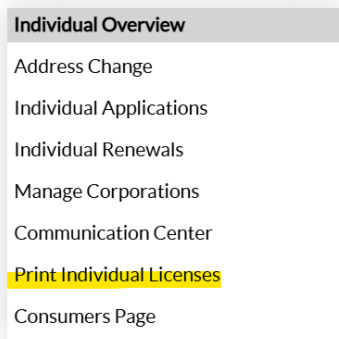 Individual Overview
Address Change
Individual Applications
Individual Renewals
Manage Corporations
Communication Center
Print Individual Licenses
Consumers Page